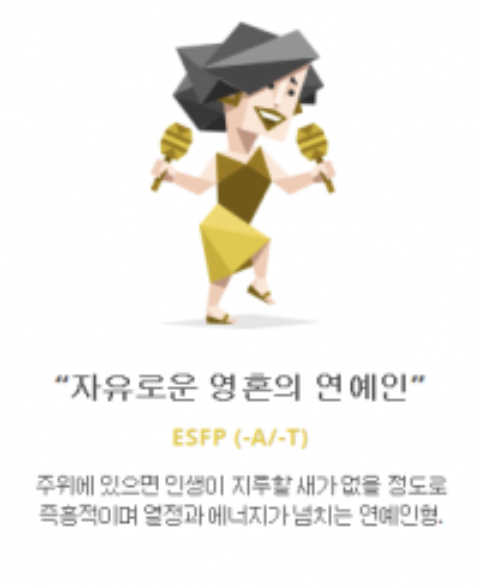 “자유로운 영혼의 연예인”
ESFP (-A/-T)
주위에 있으면 인생이 지루할 새가 없을 정도로
즉흥적이며 열정과 에너지가 넘치는 연예인형.